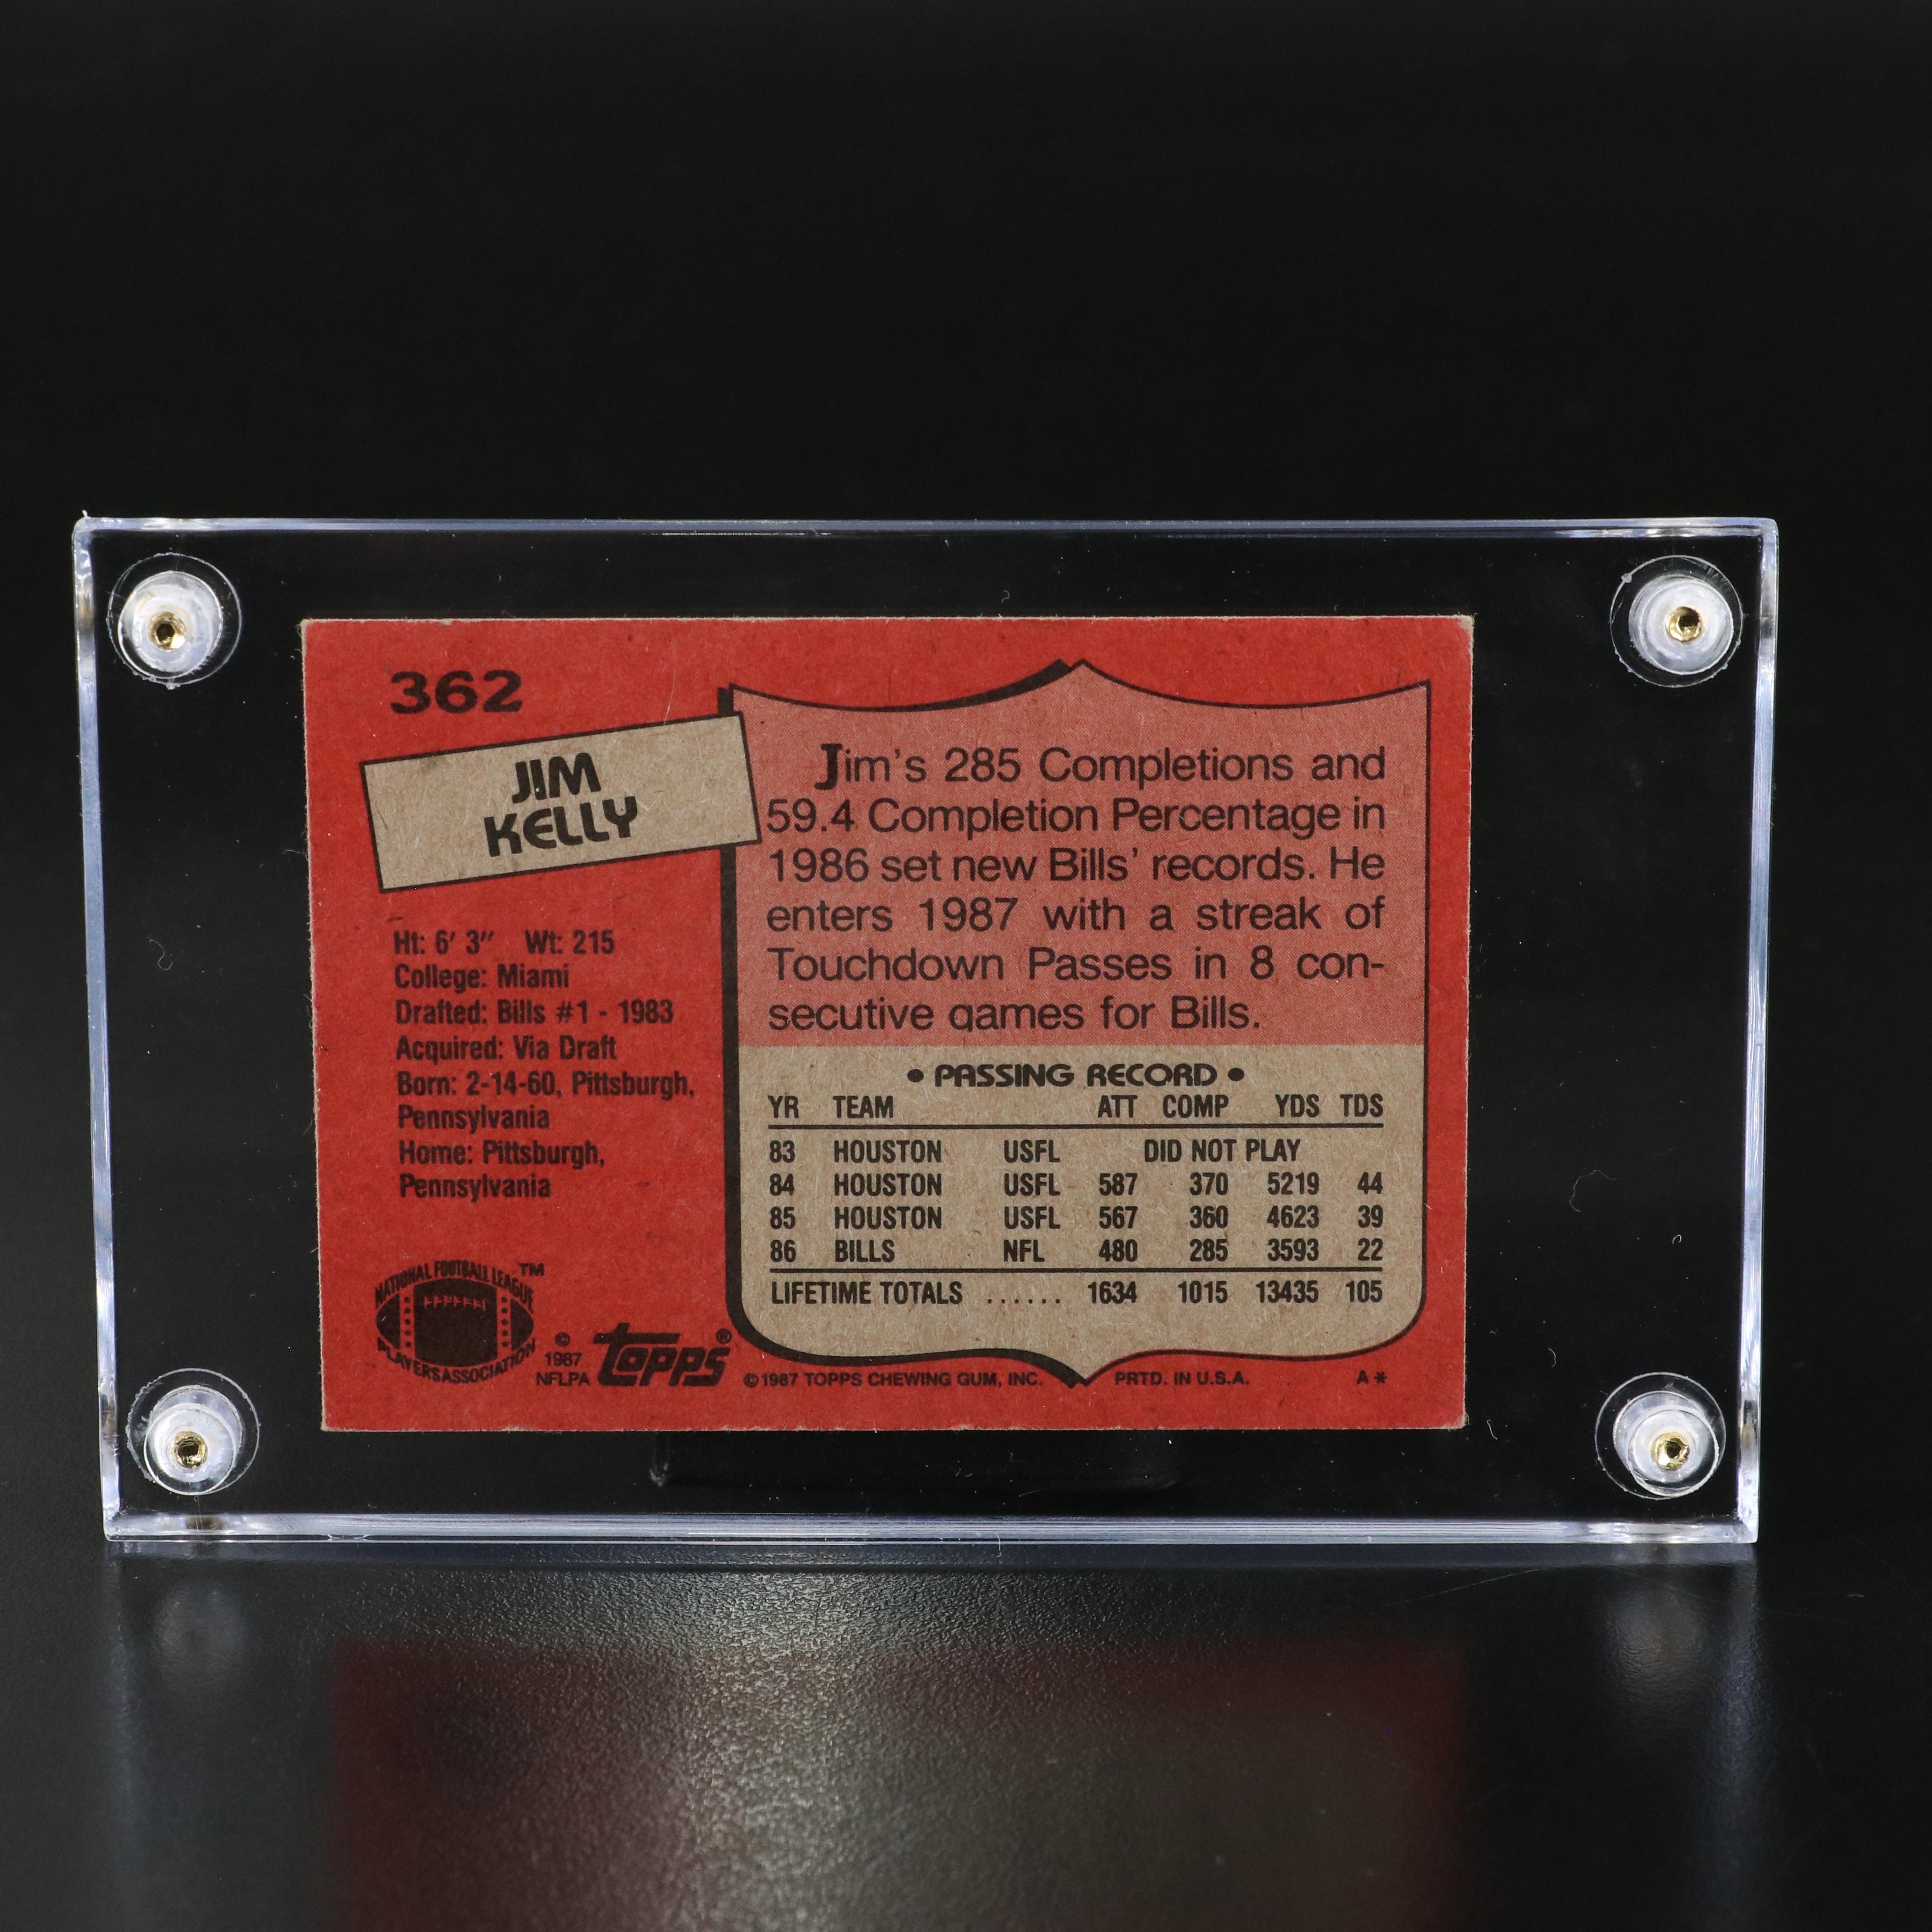 362
JIM
KELLY
Ht: 6' 3" Wt: 215
College: Miami
Drafted: Bills #1 - 1983
Acquired: Via Draft
Born: 2-14-60, Pittsburgh,
Pennsylvania
Home: Pittsburgh,
Pennsylvania
NATIONAL FOOTBALL LEAGUE
PLAYERS ASSOCIATION
TM
©
1987
NFLPA
topps®
Jim's 285 Completions and
59.4 Completion Percentage in
1986 set new Bills' records. He
enters 1987 with a streak of
Touchdown Passes in 8 con-
secutive games for Bills.
• PASSING RECORD •
YR TEAM ATT COMP YDS TDS
83 HOUSTON USFL DID NOT PLAY
84 HOUSTON USFL 587 370 5219 44
85 HOUSTON USFL 567 360 4623 39
86 BILLS NFL 480 285 3593 22
LIFETIME TOTALS ...... 1634 1015 13435 105
©1987 TOPPS CHEWING GUM, INC. PRTD. IN U.S.A. A*